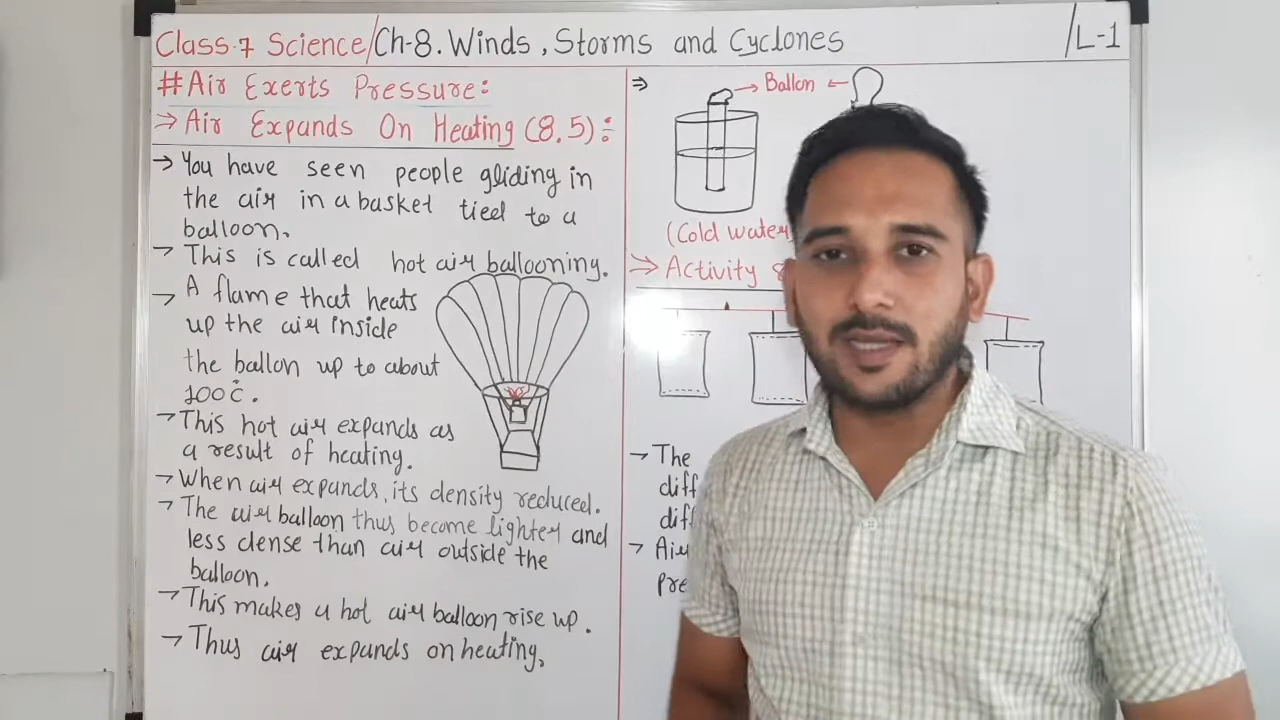 Class.7 Science/Ch-8. Winds, Storms and Cyclones /L-1
#Air Exerts Pressure:
→ Air Expands On Heating (8.5):
→ You have seen people gliding in
the air in a basket tied to a
balloon.
→ This is called hot air ballooning.
→ A flame that heats
up the air inside
the ballon up to about
100°c.
→ This hot air expands as
a result of heating.
→ When air expands, its density reduced.
→ The air balloon thus become lighter and
less dense than air outside the
balloon.
→ This makes a hot air balloon rise up.
→ Thus air expands on heating.
⇒ → Ballon ←
(Cold water
⇒ Activity 8
→ The
diff
diff
→ Air
pre